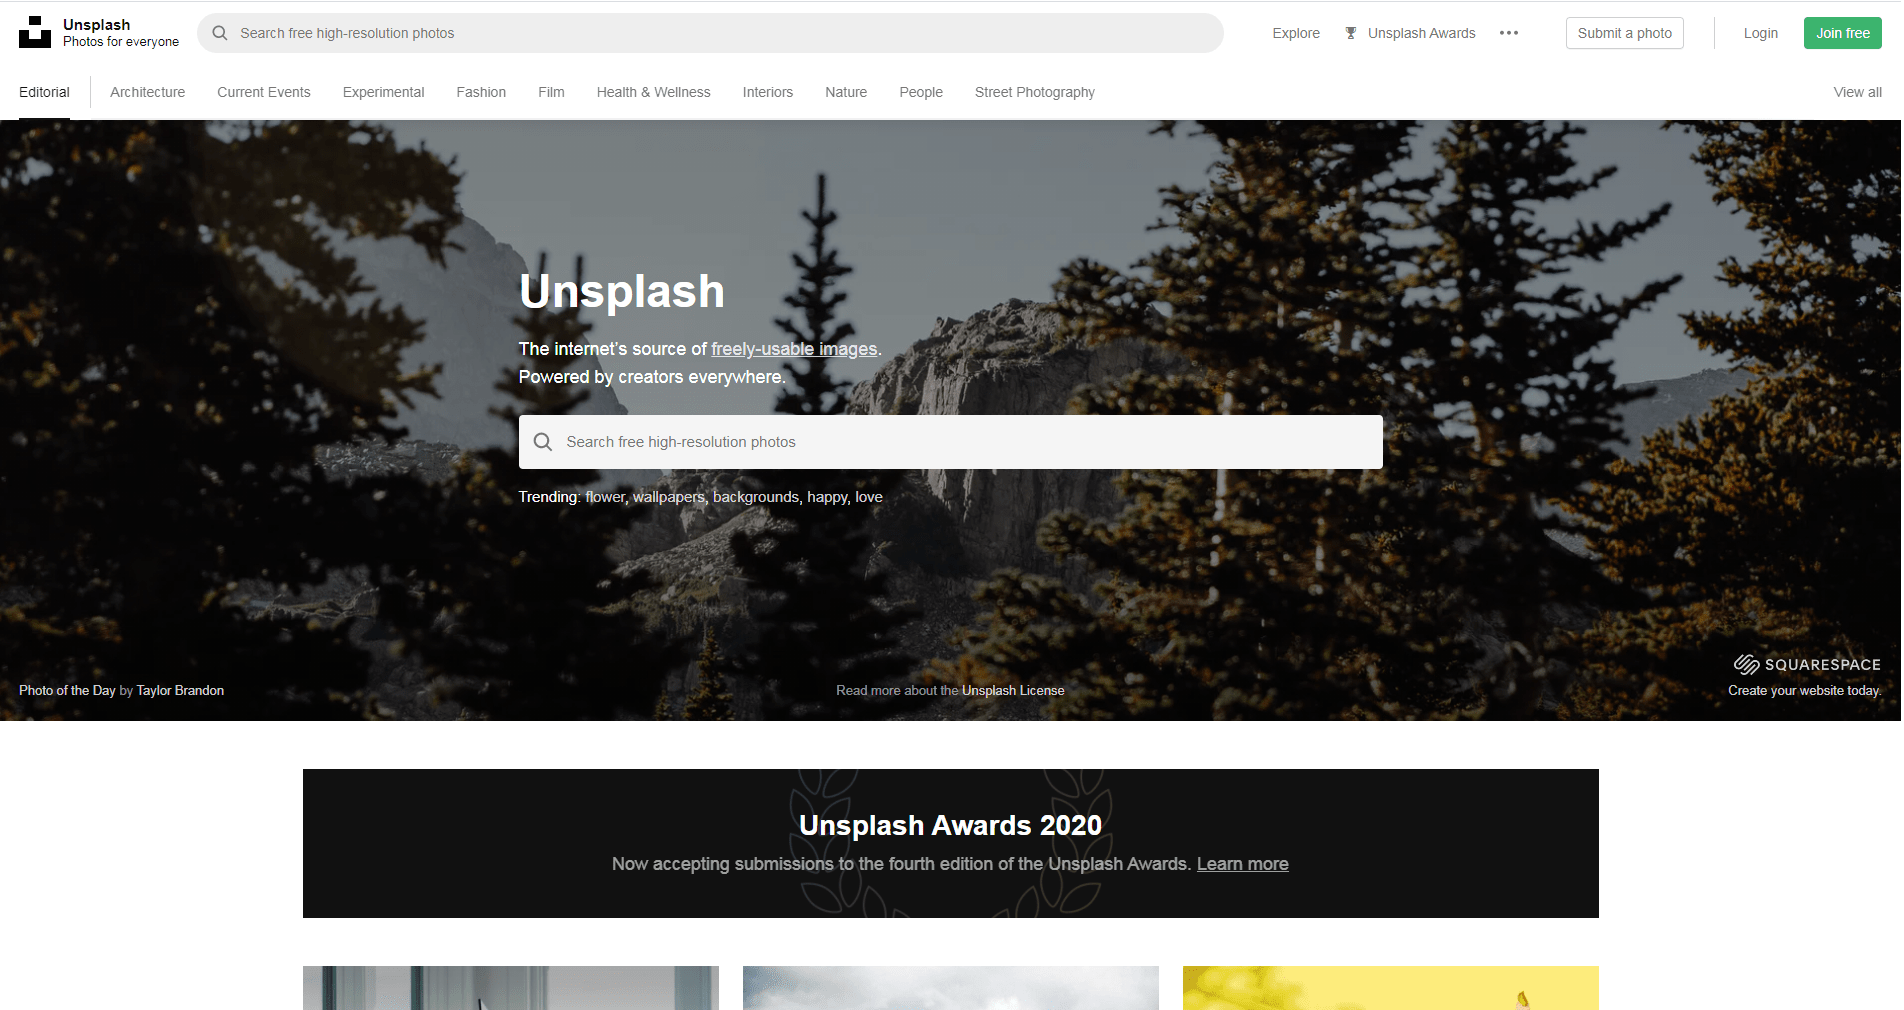 Unsplash
Photos for everyone
Search free high-resolution photos
Explore
Unsplash Awards
Submit a photo
Login
Join free
Editorial
Architecture
Current Events
Experimental
Fashion
Film
Health & Wellness
Interiors
Nature
People
Street Photography
View all
Unsplash
The internet’s source of freely-usable images.
Powered by creators everywhere.
Search free high-resolution photos
Trending: flower, wallpapers, backgrounds, happy, love
Photo of the Day by Taylor Brandon
Read more about the Unsplash License
SQUARESPACE
Create your website today.
Unsplash Awards 2020
Now accepting submissions to the fourth edition of the Unsplash Awards. Learn more